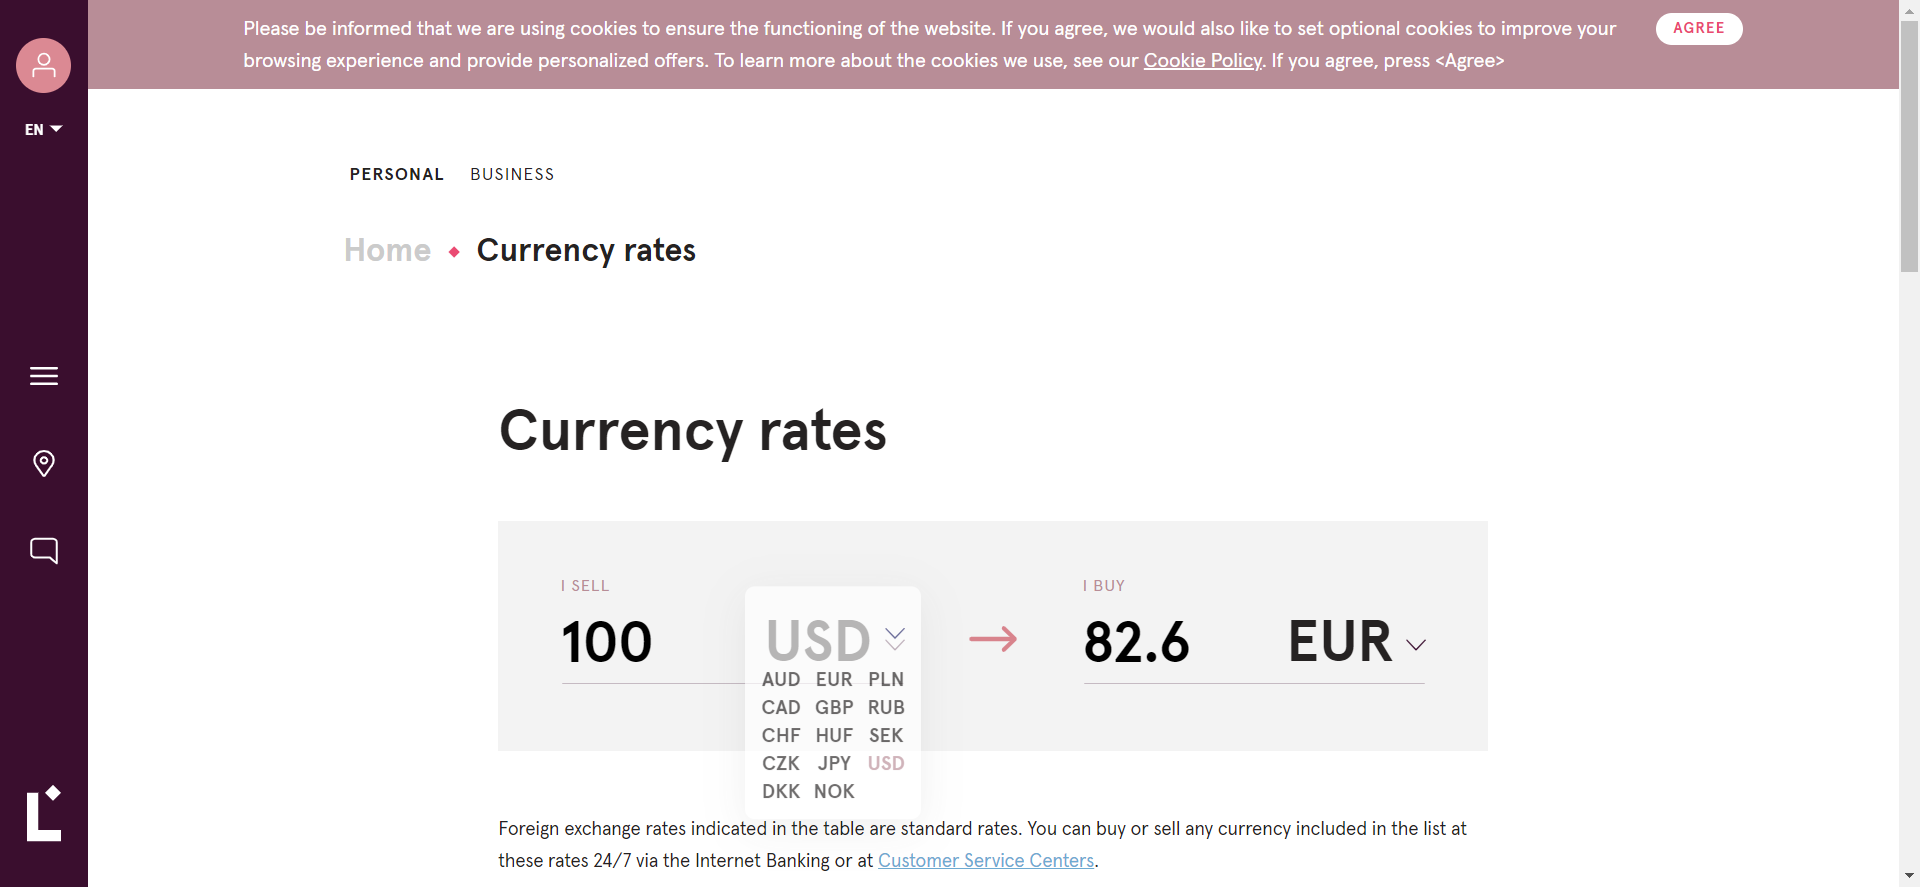 Please be informed that we are using cookies to ensure the functioning of the website. If you agree, we would also like to set optional cookies to improve your
browsing experience and provide personalized offers. To learn more about the cookies we use, see our Cookie Policy. If you agree, press <Agree>
AGREE
EN
PERSONAL BUSINESS
Home Currency rates
Currency rates
I SELL
100
USD
AUD EUR PLN
CAD GBP RUB
CHF HUF SEK
CZK JPY USD
DKK NOK
I BUY
82.6
EUR
Foreign exchange rates indicated in the table are standard rates. You can buy or sell any currency included in the list at
these rates 24/7 via the Internet Banking or at Customer Service Centers.
L